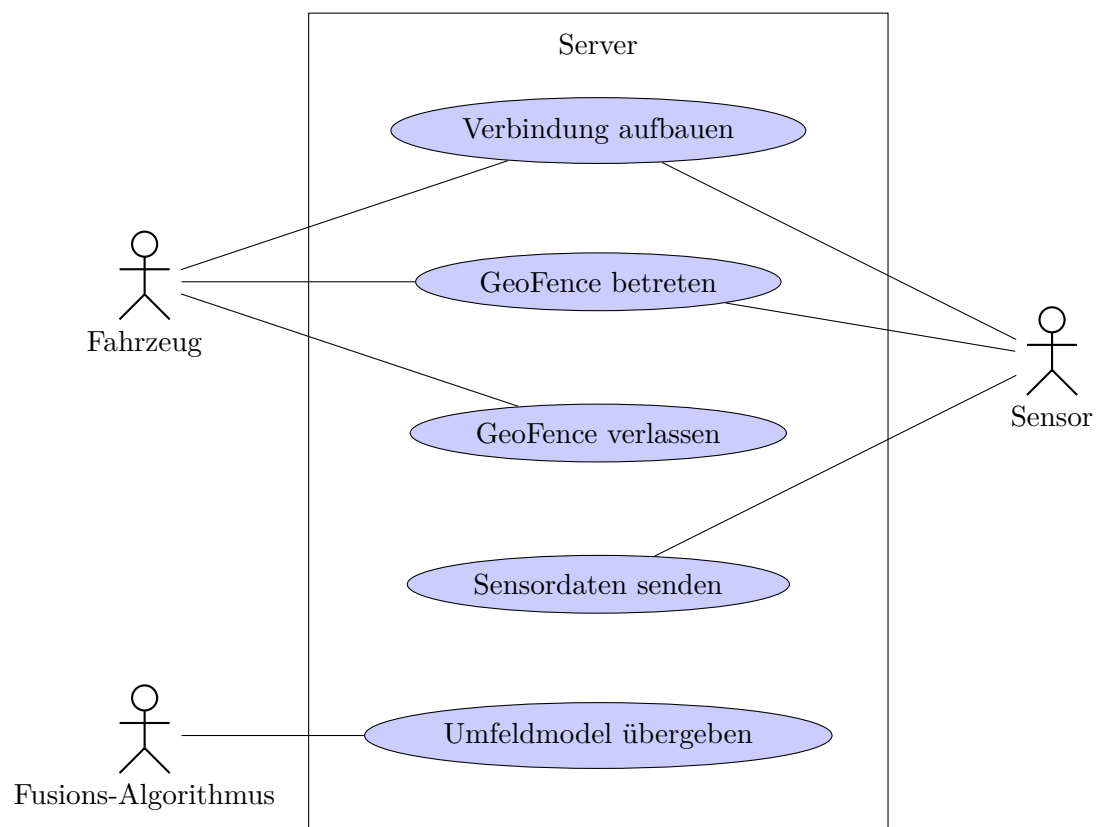 Server
Verbindung aufbauen
GeoFence betreten
Fahrzeug
Sensor
GeoFence verlassen
Sensordaten senden
Umfeldmodel übergeben
Fusions-Algorithmus